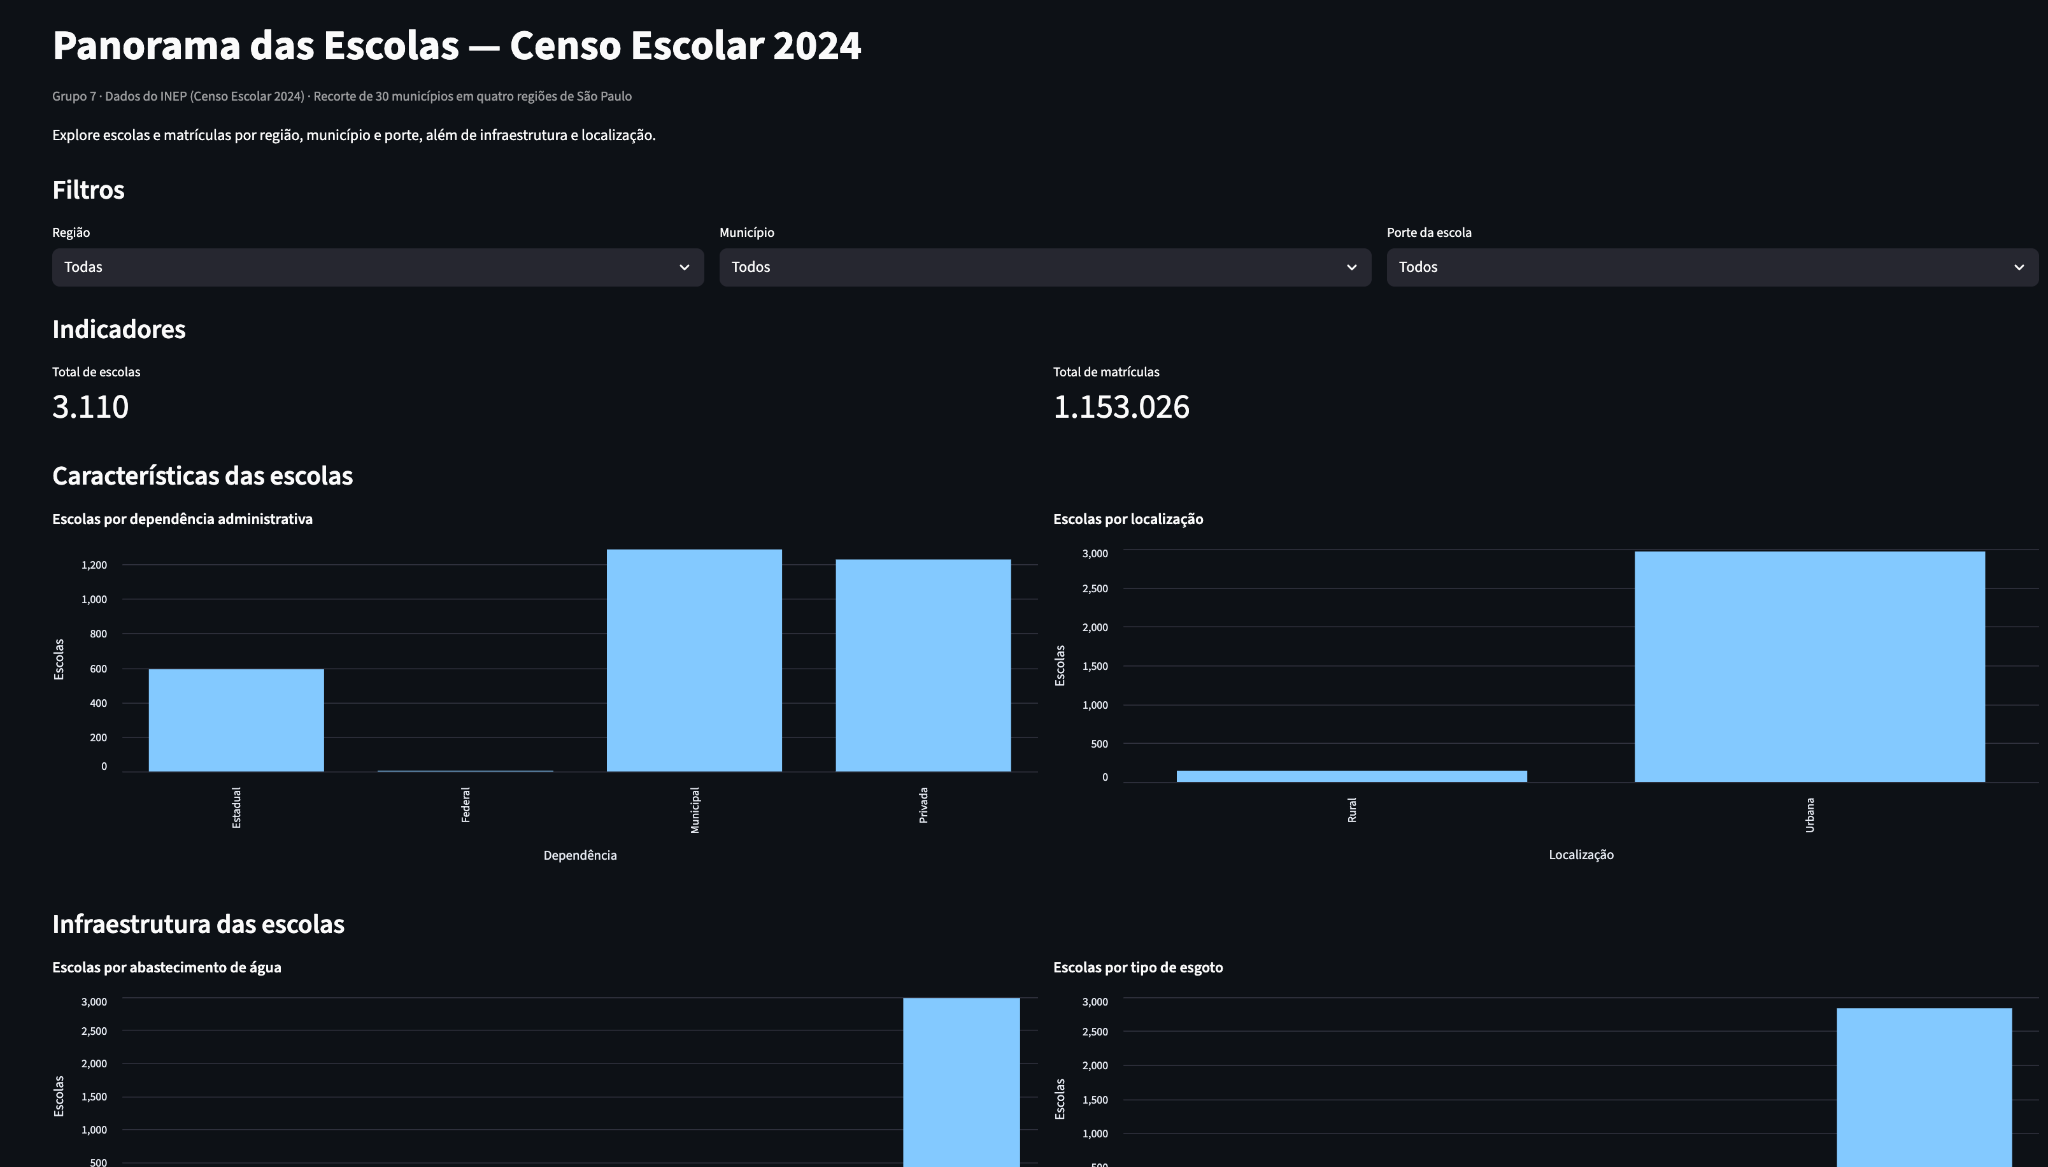 Panorama das Escolas — Censo Escolar 2024
Grupo 7 · Dados do INEP (Censo Escolar 2024) · Recorte de 30 municípios em quatro regiões de São Paulo
Explore escolas e matrículas por região, município e porte, além de infraestrutura e localização.
Filtros
Região
Município
Porte da escola
Todas
Todos
Todos
Indicadores
Total de escolas
Total de matrículas
3.110
1.153.026
Características das escolas
Escolas por dependência administrativa
1,200
1,000
800
600
400
200
0
Escolas
Estadual
Federal
Municipal
Privada
Dependência
Escolas por localização
3,000
2,500
2,000
1,500
1,000
500
0
Escolas
Rural
Urbana
Localização
Infraestrutura das escolas
Escolas por abastecimento de água
3,000
2,500
2,000
1,500
1,000
500
Escolas
Escolas por tipo de esgoto
3,000
2,500
2,000
1,500
1,000
500
Escolas